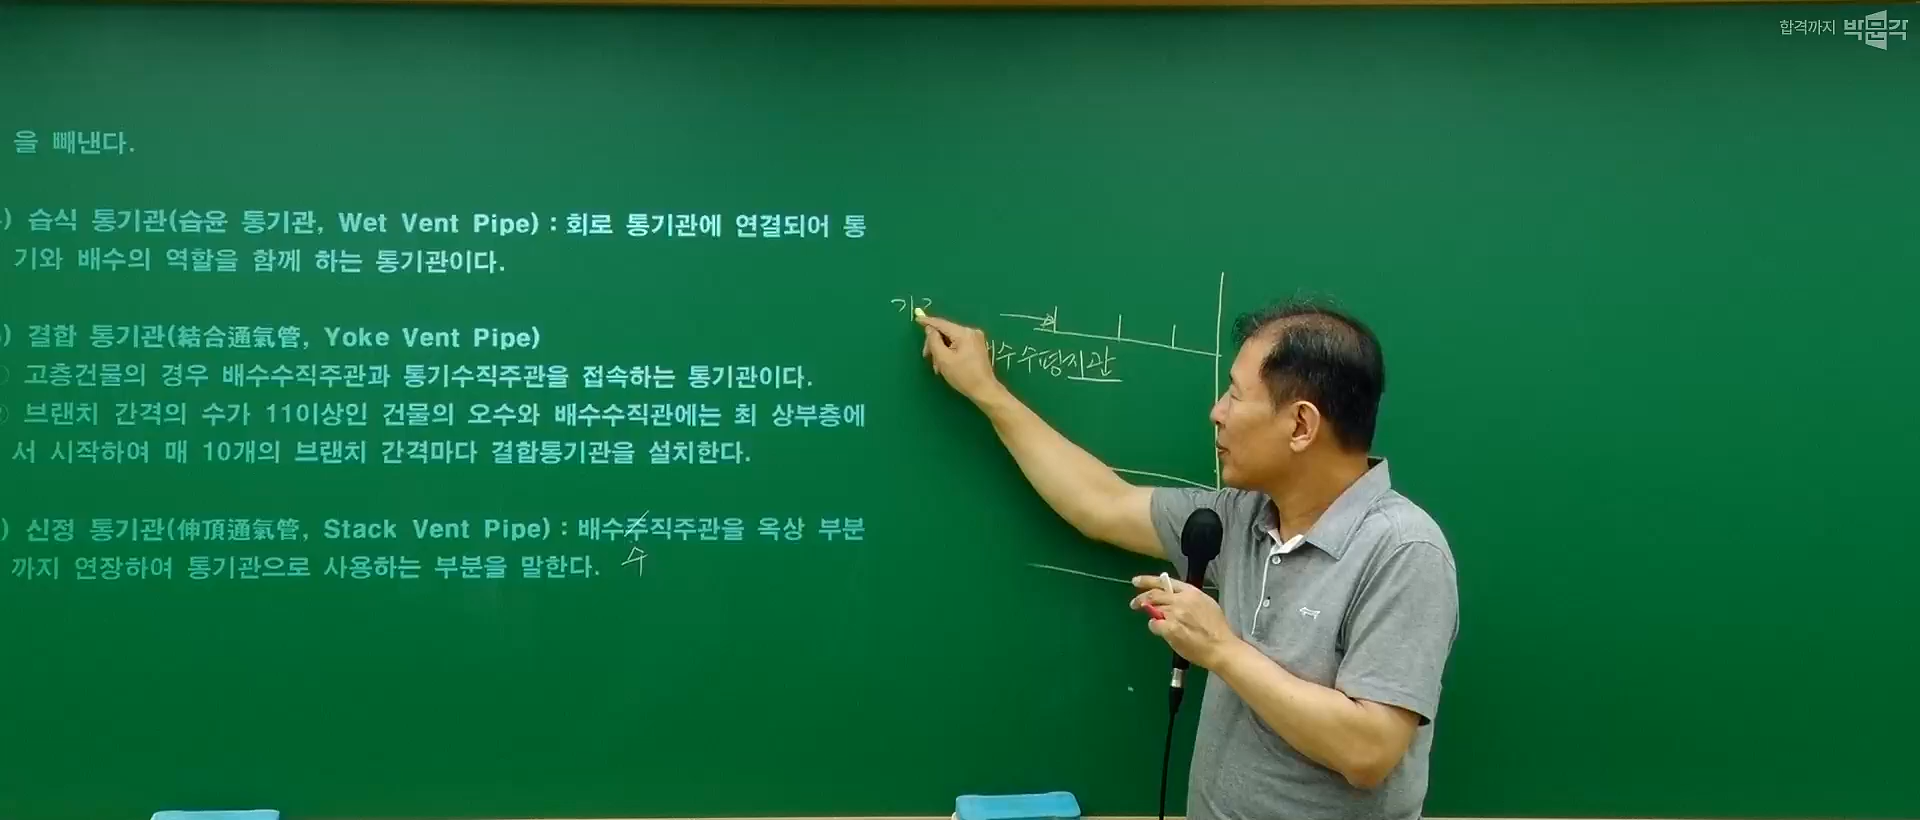 합격까지 박문각
을 빼낸다.
) 습식 통기관(습윤 통기관, Wet Vent Pipe) : 회로 통기관에 연결되어 통
기와 배수의 역할을 함께 하는 통기관이다.
) 결합 통기관(結合通氣管, Yoke Vent Pipe)
고층건물의 경우 배수수직주관과 통기수직주관을 접속하는 통기관이다.
브랜치 간격의 수가 11이상인 건물의 오수와 배수수직관에는 최 상부층에
서 시작하여 매 10개의 브랜치 간격마다 결합통기관을 설치한다.
) 신정 통기관(伸頂通氣管, Stack Vent Pipe) : 배수주직주관을 옥상 부분
수
까지 연장하여 통기관으로 사용하는 부분을 말한다.
기구
수수평지관